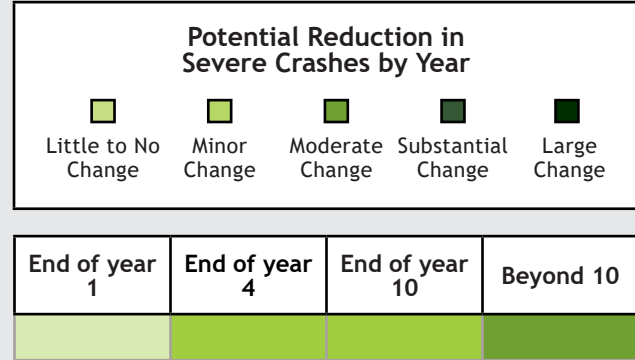 Potential Reduction in
Severe Crashes by Year
Little to No Change
Minor Change
Moderate Change
Substantial Change
Large Change
End of year 1
End of year 4
End of year 10
Beyond 10